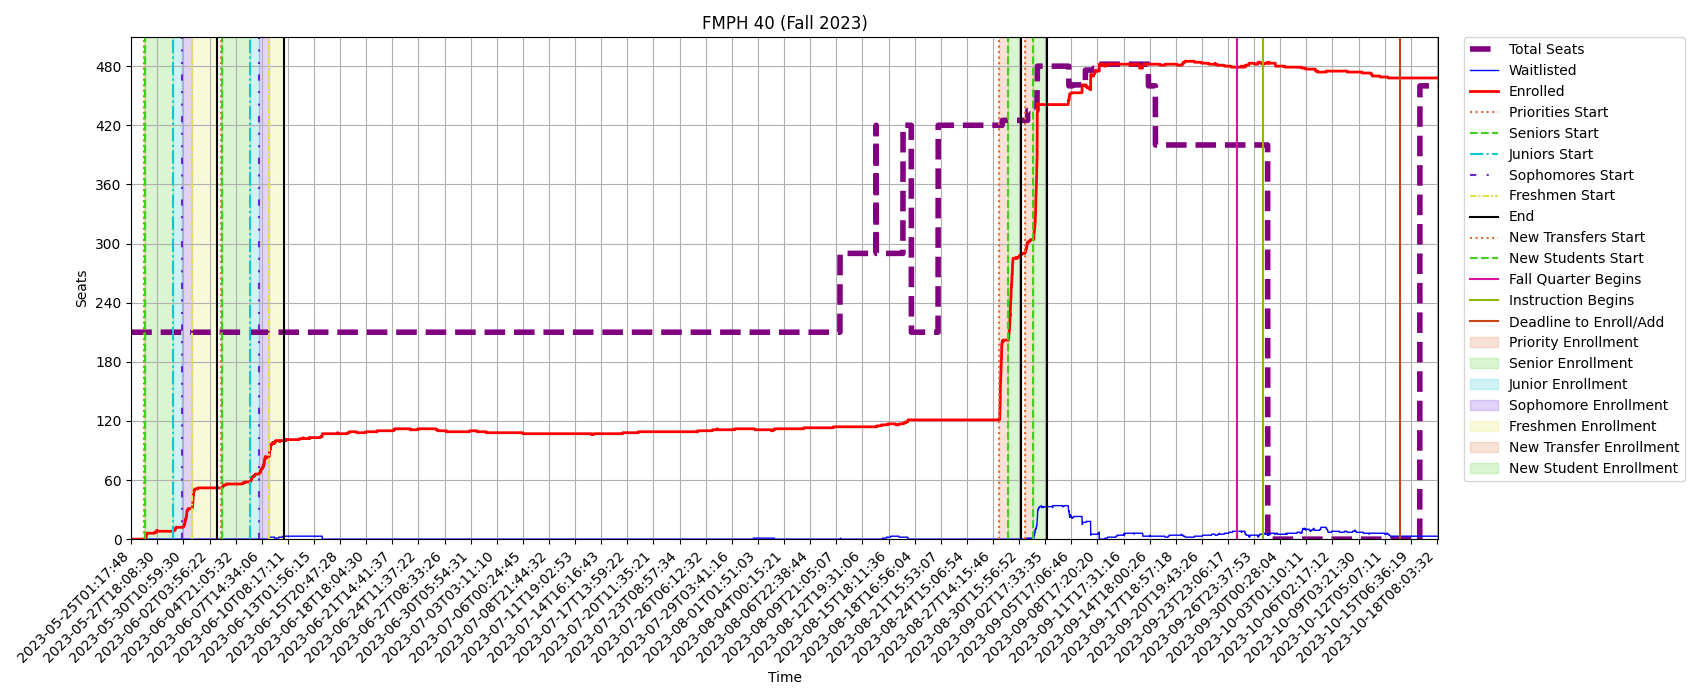 FMPH 40 (Fall 2023)
Seats
480
420
360
300
240
180
120
60
0
2023-05-25T01:17:48
2023-05-27T18:08:30
2023-05-30T10:59:30
2023-06-02T03:56:22
2023-06-04T21:05:32
2023-06-07T14:34:06
2023-06-10T08:17:11
2023-06-13T01:56:15
2023-06-15T20:47:28
2023-06-18T18:04:30
2023-06-21T14:41:37
2023-06-24T11:37:22
2023-06-27T08:33:26
2023-06-30T05:54:31
2023-07-03T03:11:10
2023-07-06T00:24:45
2023-07-08T21:44:32
2023-07-11T19:02:53
2023-07-14T16:16:43
2023-07-17T13:59:22
2023-07-20T11:35:21
2023-07-23T08:57:34
2023-07-26T06:12:32
2023-07-29T03:41:16
2023-08-01T01:51:03
2023-08-04T00:15:21
2023-08-06T22:38:44
2023-08-09T21:05:07
2023-08-12T19:31:06
2023-08-15T18:11:36
2023-08-18T16:56:04
2023-08-21T15:53:07
2023-08-24T15:06:54
2023-08-27T14:15:46
2023-08-30T15:56:52
2023-09-02T17:33:35
2023-09-05T17:06:46
2023-09-08T17:20:20
2023-09-11T17:31:16
2023-09-14T18:00:26
2023-09-17T18:57:18
2023-09-20T19:43:26
2023-09-23T23:06:17
2023-09-26T23:37:53
2023-09-30T00:28:04
2023-10-03T01:10:11
2023-10-06T02:17:12
2023-10-09T03:21:30
2023-10-12T05:07:11
2023-10-15T06:36:19
2023-10-18T08:03:32
Time
Total Seats
Waitlisted
Enrolled
Priorities Start
Seniors Start
Juniors Start
Sophomores Start
Freshmen Start
End
New Transfers Start
New Students Start
Fall Quarter Begins
Instruction Begins
Deadline to Enroll/Add
Priority Enrollment
Senior Enrollment
Junior Enrollment
Sophomore Enrollment
Freshmen Enrollment
New Transfer Enrollment
New Student Enrollment